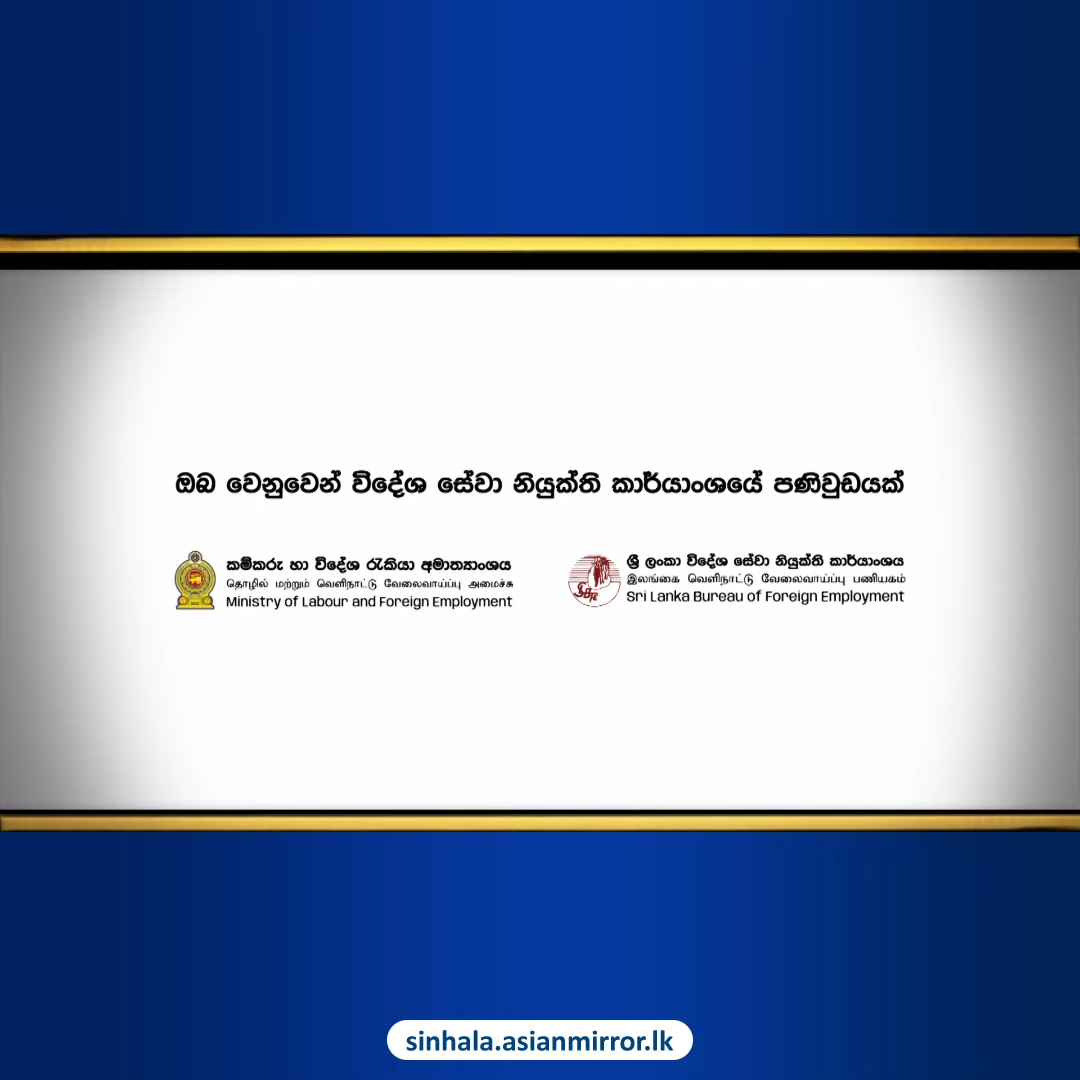 ඔබ වෙනුවෙන් විදේශ සේවා නියුක්ති කාර්යාංශයේ පණිවුඩයක්
කම්කරු හා විදේශ රැකියා අමාත්‍යාංශය
தொழில் மற்றும் வெளிநாட்டு வேலைவாய்ப்பு அமைச்சு
Ministry of Labour and Foreign Employment
ශ්‍රී ලංකා විදේශ සේවා නියුක්ති කාර්යාංශය
இலங்கை வெளிநாட்டு வேலைவாய்ப்பு பணியகம்
Sri Lanka Bureau of Foreign Employment
SBFE
sinhala.asianmirror.lk